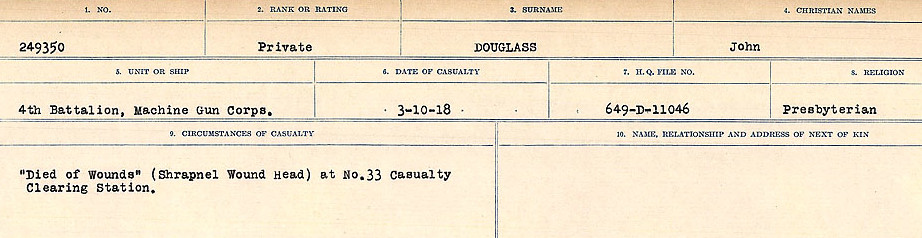 1. NO. 2. RANK OR RATING 3. SURNAME 4. CHRISTIAN NAMES
249350 Private DOUGLASS John
5. UNIT OR SHIP 6. DATE OF CASUALTY 7. H.Q. FILE NO. 8. RELIGION
4th Battalion, Machine Gun Corps. 3-10-18 649-D-11046 Presbyterian
9. CIRCUMSTANCES OF CASUALTY 10. NAME, RELATIONSHIP AND ADDRESS OF NEXT OF KIN
"Died of Wounds" (Shrapnel Wound Head) at No.33 Casualty
Clearing Station.